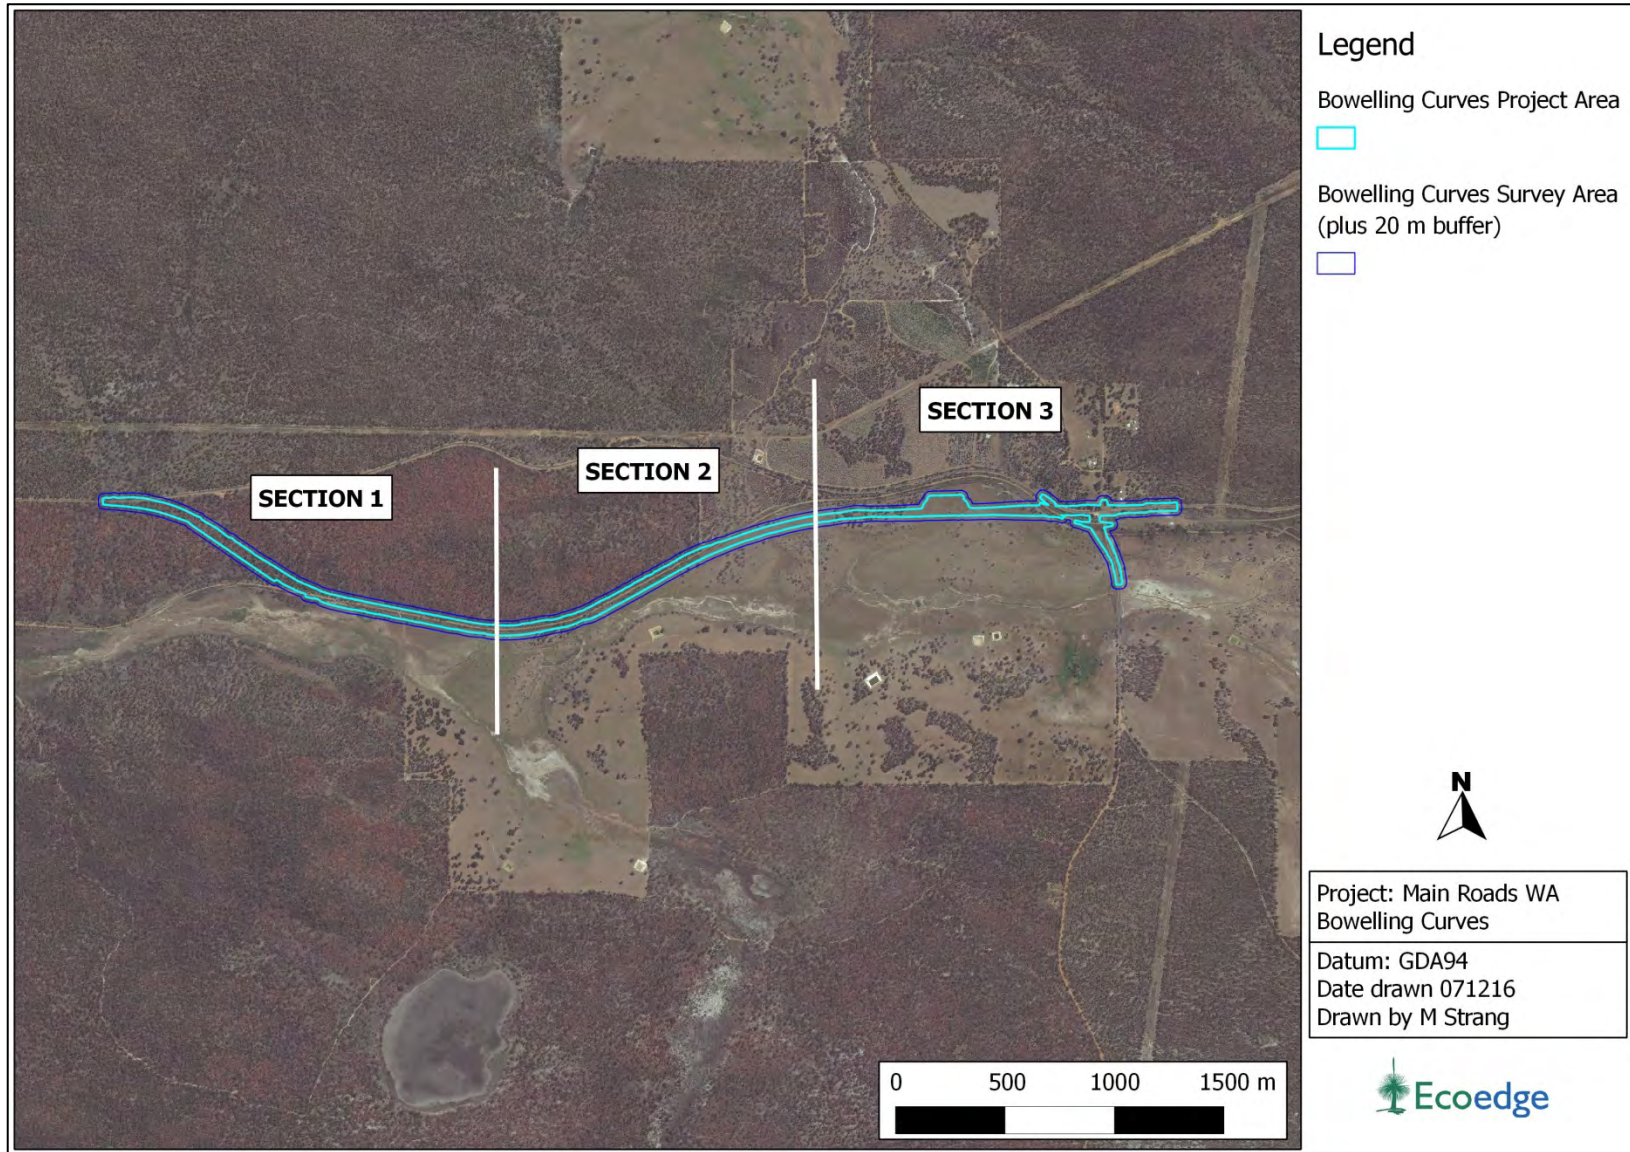 Legend
Bowelling Curves Project Area
Bowelling Curves Survey Area
(plus 20 m buffer)
SECTION 3
SECTION 2
SECTION 1
N
Project: Main Roads WA
Bowelling Curves
Datum: GDA94
Date drawn 071216
Drawn by M Strang
0 500 1000 1500 m
Ecoedge